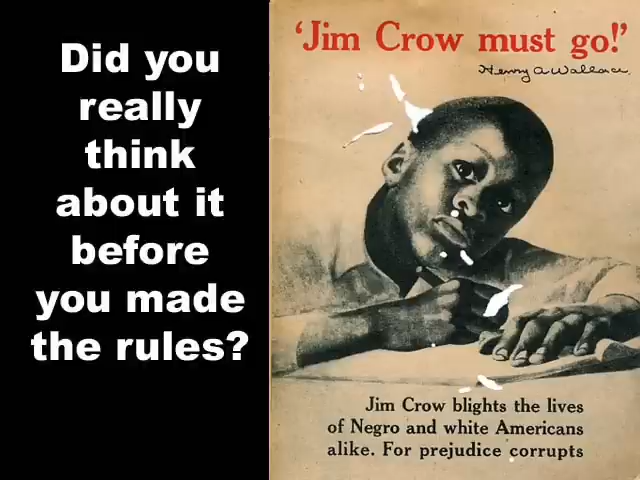 Did you
really
think
about it
before
you made
the rules?
‘Jim Crow must go!’
Henry A Wallace
Jim Crow blights the lives
of Negro and white Americans
alike. For prejudice corrupts